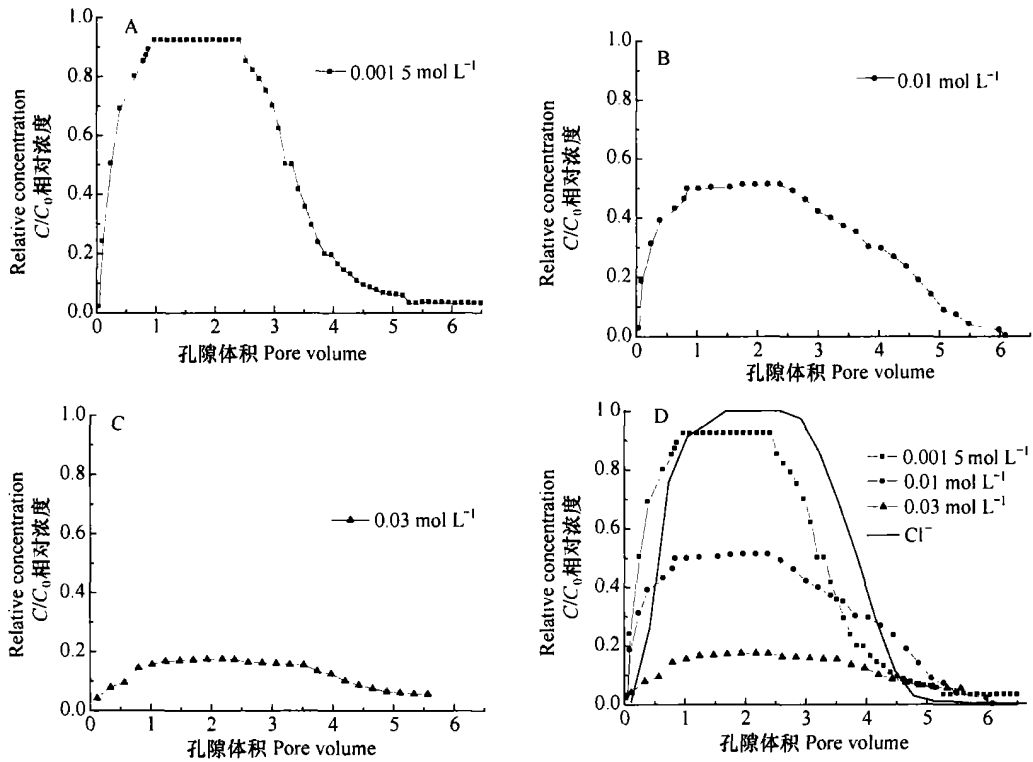 A
0.001 5 mol L⁻¹
1.0
0.8
0.6
0.4
0.2
0.0
Relative concentration
C/C₀相对浓度
0 1 2 3 4 5 6
孔隙体积 Pore volume
B
0.01 mol L⁻¹
1.0
0.8
0.6
0.4
0.2
0.0
Relative concentration
C/C₀相对浓度
0 1 2 3 4 5 6
孔隙体积 Pore volume
C
0.03 mol L⁻¹
1.0
0.8
0.6
0.4
0.2
0.0
Relative concentration
C/C₀相对浓度
0 1 2 3 4 5 6
孔隙体积 Pore volume
D
0.001 5 mol L⁻¹
0.01 mol L⁻¹
0.03 mol L⁻¹
Cl⁻
1.0
0.8
0.6
0.4
0.2
0.0
Relative concentration
C/C₀相对浓度
0 1 2 3 4 5 6
孔隙体积 Pore volume